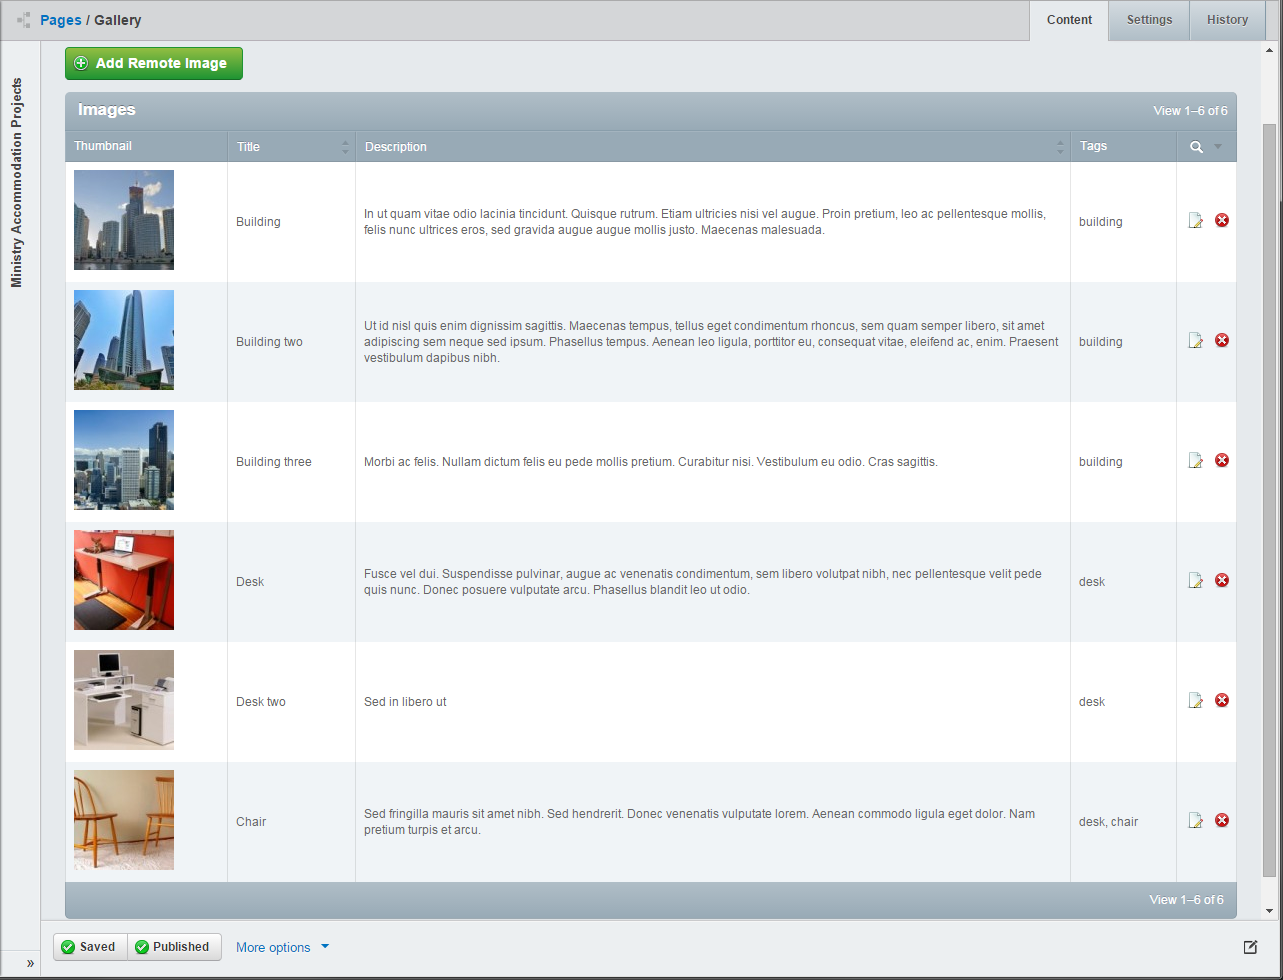 Pages / Gallery
Content
Settings
History
Ministry Accommodation Projects
Add Remote Image
Images
View 1–6 of 6
Thumbnail
Title
Description
Tags
Building
In ut quam vitae odio lacinia tincidunt. Quisque rutrum. Etiam ultricies nisi vel augue. Proin pretium, leo ac pellentesque mollis,
felis nunc ultrices eros, sed gravida augue augue mollis justo. Maecenas malesuada.
building
Building two
Ut id nisl quis enim dignissim sagittis. Maecenas tempus, tellus eget condimentum rhoncus, sem quam semper libero, sit amet
adipiscing sem neque sed ipsum. Phasellus tempus. Aenean leo ligula, porttitor eu, consequat vitae, eleifend ac, enim. Praesent
vestibulum dapibus nibh.
building
Building three
Morbi ac felis. Nullam dictum felis eu pede mollis pretium. Curabitur nisi. Vestibulum eu odio. Cras sagittis.
building
Desk
Fusce vel dui. Suspendisse pulvinar, augue ac venenatis condimentum, sem libero volutpat nibh, nec pellentesque velit pede
quis nunc. Donec posuere vulputate arcu. Phasellus blandit leo ut odio.
desk
Desk two
Sed in libero ut
desk
Chair
Sed fringilla mauris sit amet nibh. Sed hendrerit. Donec venenatis vulputate lorem. Aenean commodo ligula eget dolor. Nam
pretium turpis et arcu.
desk, chair
View 1–6 of 6
Saved
Published
More options
»